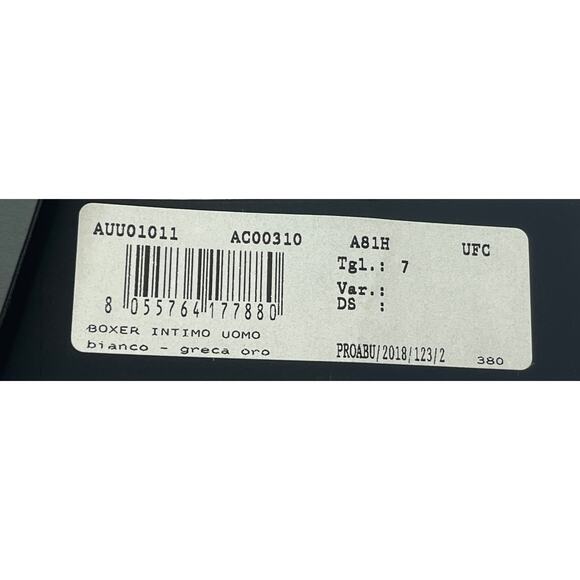 AUU01011 AC00310 A81H UFC
Tgl.: 7
Var.:
DS :
8 055764 177880
BOXER INTIMO UOMO
bianco - greca oro
PROABU/2018/123/2 380